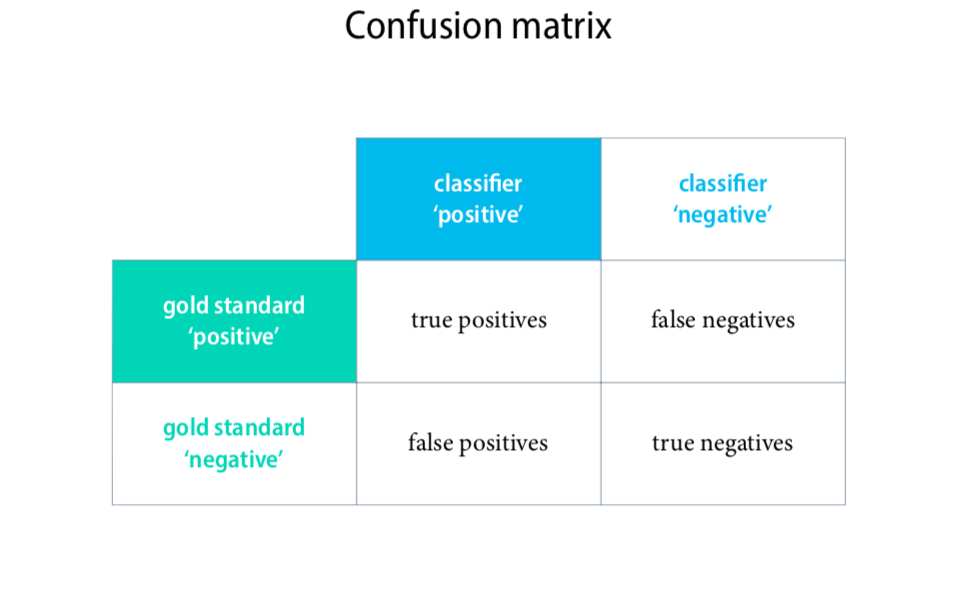 Confusion matrix
classifier
‘positive’
classifier
‘negative’
gold standard
‘positive’
true positives
false negatives
gold standard
‘negative’
false positives
true negatives